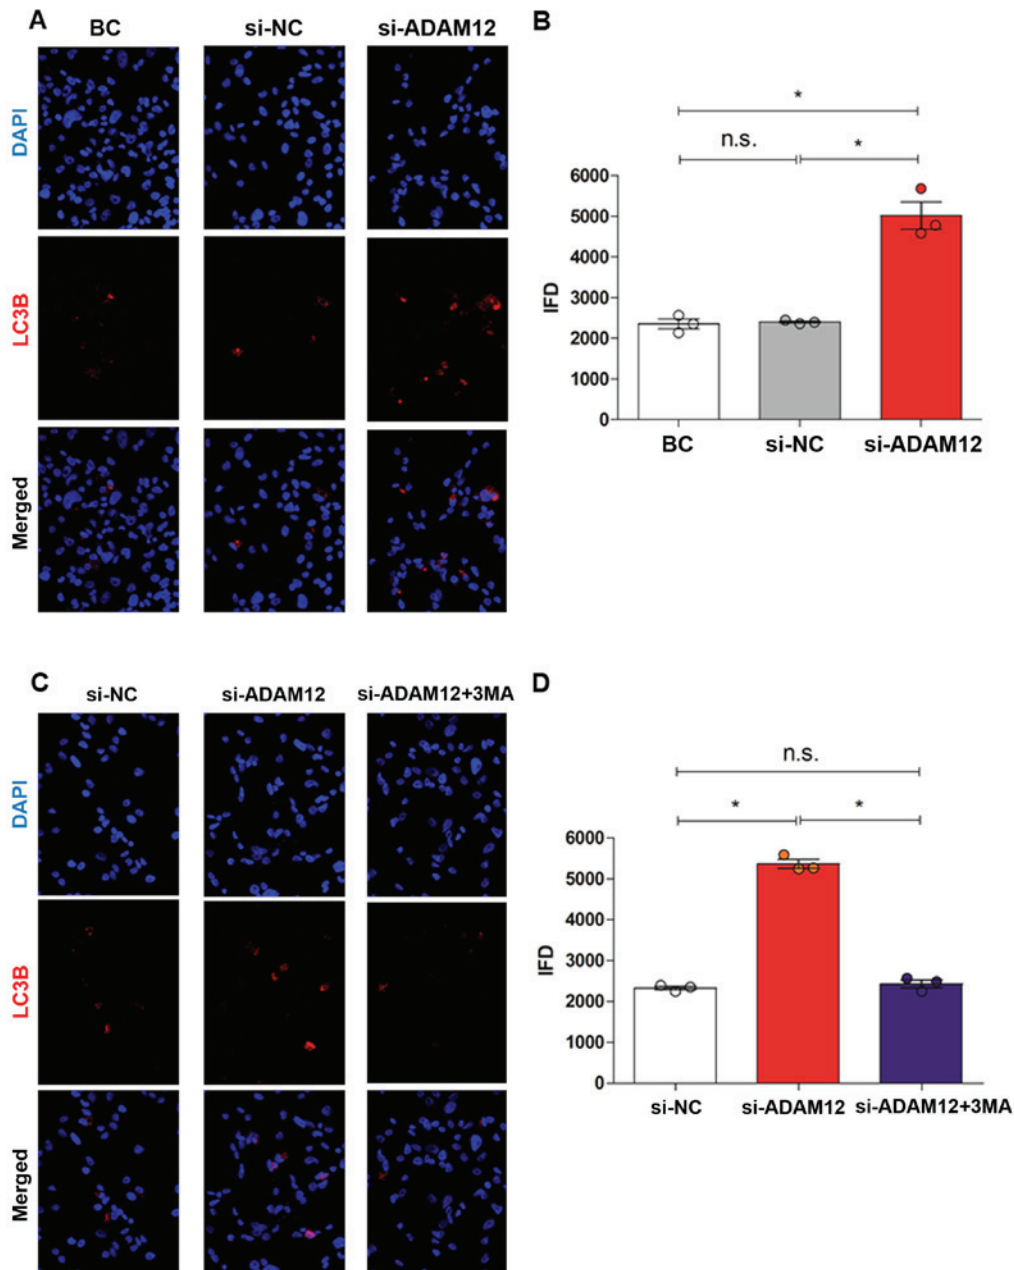 A
BC
si-NC
si-ADAM12
DAPI
LC3B
Merged
B
*
n.s.
*
6000
5000
4000
3000
2000
1000
0
IFD
BC
si-NC
si-ADAM12
C
si-NC
si-ADAM12
si-ADAM12+3MA
DAPI
LC3B
Merged
D
n.s.
*
*
6000
5000
4000
3000
2000
1000
0
IFD
si-NC
si-ADAM12
si-ADAM12+3MA